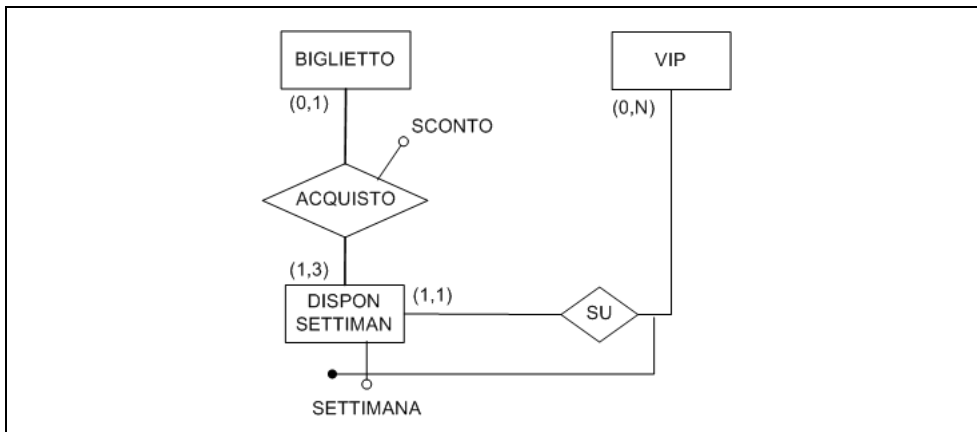 BIGLIETTO
VIP
(0,1)
(0,N)
SCONTO
ACQUISTO
(1,3)
(1,1)
DISPON
SETTIMAN
SU
SETTIMANA